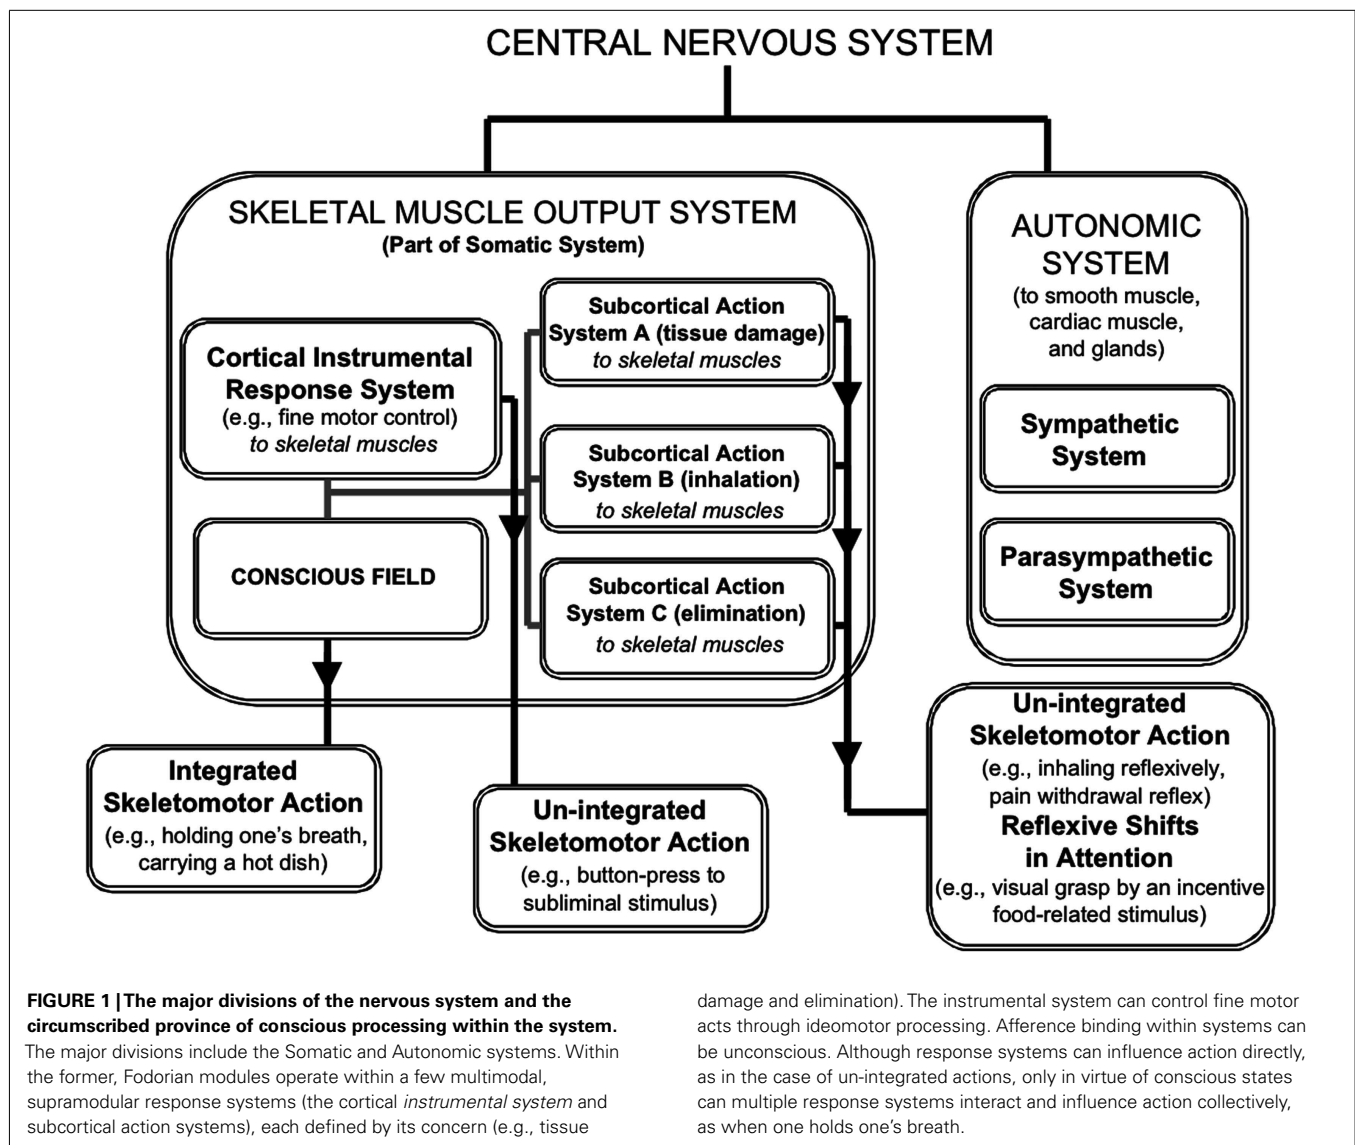 CENTRAL NERVOUS SYSTEM
SKELETAL MUSCLE OUTPUT SYSTEM
(Part of Somatic System)
Cortical Instrumental
Response System
(e.g., fine motor control)
to skeletal muscles
CONSCIOUS FIELD
Subcortical Action
System A (tissue damage)
to skeletal muscles
Subcortical Action
System B (inhalation)
to skeletal muscles
Subcortical Action
System C (elimination)
to skeletal muscles
AUTONOMIC
SYSTEM
(to smooth muscle,
cardiac muscle,
and glands)
Sympathetic
System
Parasympathetic
System
Integrated
Skeletomotor Action
(e.g., holding one's breath,
carrying a hot dish)
Un-integrated
Skeletomotor Action
(e.g., button-press to
subliminal stimulus)
Un-integrated
Skeletomotor Action
(e.g., inhaling reflexively,
pain withdrawal reflex)
Reflexive Shifts
in Attention
(e.g., visual grasp by an incentive
food-related stimulus)
FIGURE 1 | The major divisions of the nervous system and the
circumscribed province of conscious processing within the system.
The major divisions include the Somatic and Autonomic systems. Within
the former, Fodorian modules operate within a few multimodal,
supramodular response systems (the cortical instrumental system and
subcortical action systems), each defined by its concern (e.g., tissue
damage and elimination). The instrumental system can control fine motor
acts through ideomotor processing. Afference binding within systems can
be unconscious. Although response systems can influence action directly,
as in the case of un-integrated actions, only in virtue of conscious states
can multiple response systems interact and influence action collectively,
as when one holds one's breath.